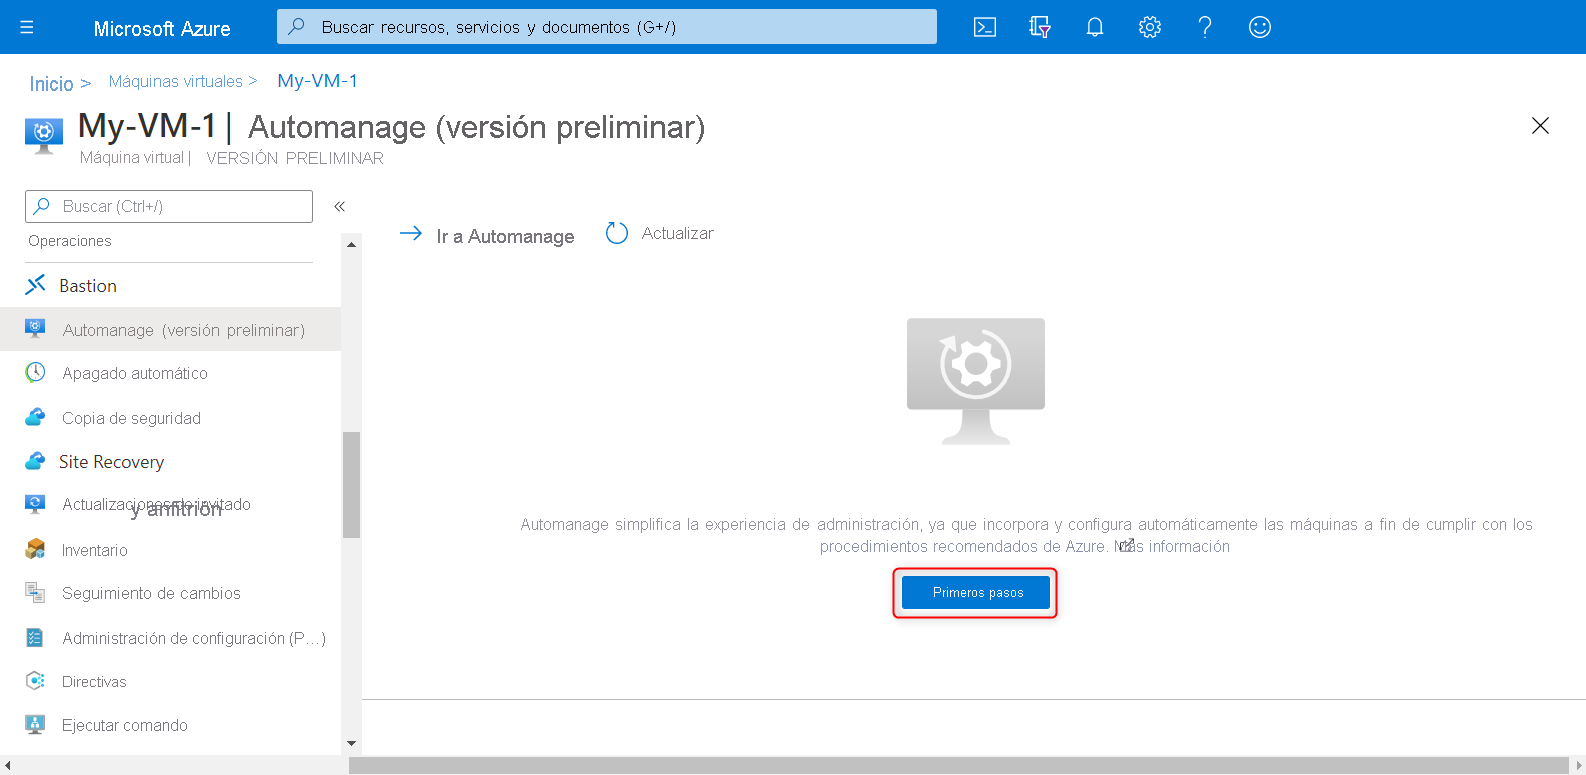 Microsoft Azure
Buscar recursos, servicios y documentos (G+/)
Inicio > Máquinas virtuales > My-VM-1
My-VM-1 | Automanage (versión preliminar)
Máquina virtual | VERSIÓN PRELIMINAR
Buscar (Ctrl+/)
«
Operaciones
Bastion
Automanage (versión preliminar)
Apagado automático
Copia de seguridad
Site Recovery
Actualizaciones de invitado
y anfitrión
Inventario
Seguimiento de cambios
Administración de configuración (P...)
Directivas
Ejecutar comando
Ir a Automanage
Actualizar
Automanage simplifica la experiencia de administración, ya que incorpora y configura automáticamente las máquinas a fin de cumplir con los
procedimientos recomendados de Azure. Más información
Primeros pasos